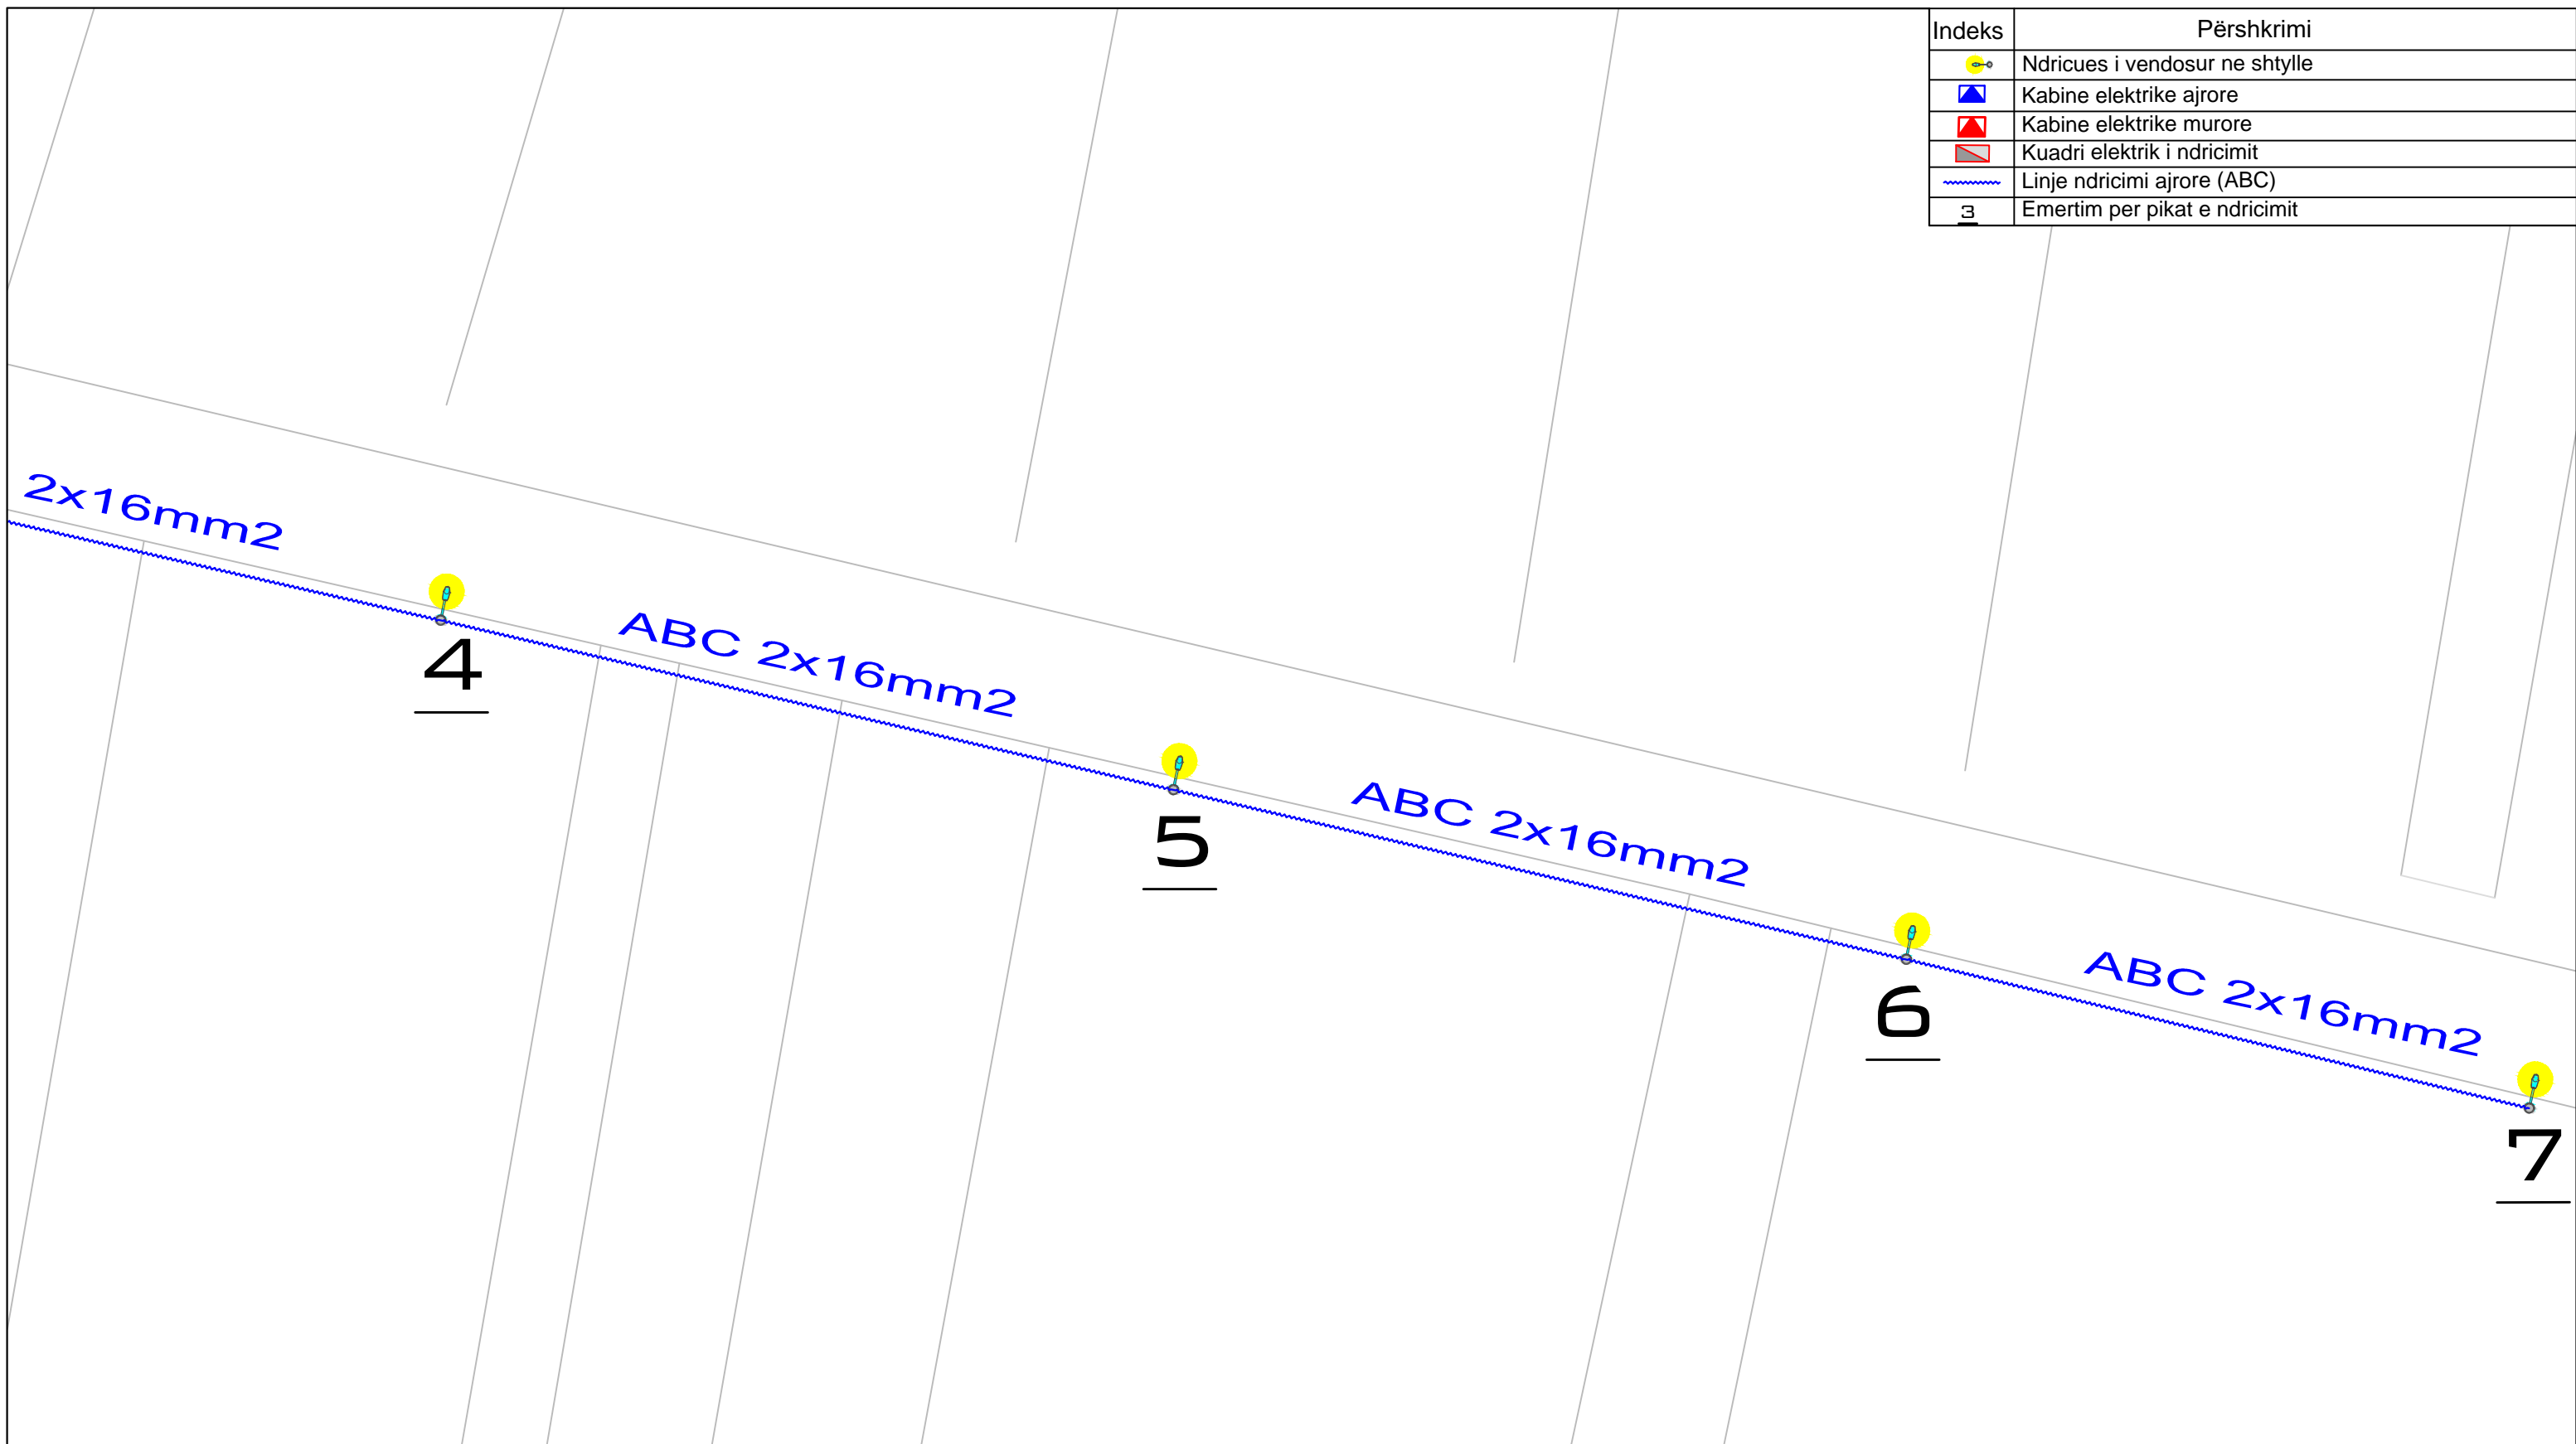 Indeks Përshkrimi
Ndricues i vendosur ne shtylle
Kabine elektrike ajrore
Kabine elektrike murore
Kuadri elektrik i ndricimit
Linje ndricimi ajrore (ABC)
3 Emertim per pikat e ndricimit
2x16mm2
4
ABC 2x16mm2
5
ABC 2x16mm2
6
ABC 2x16mm2
7